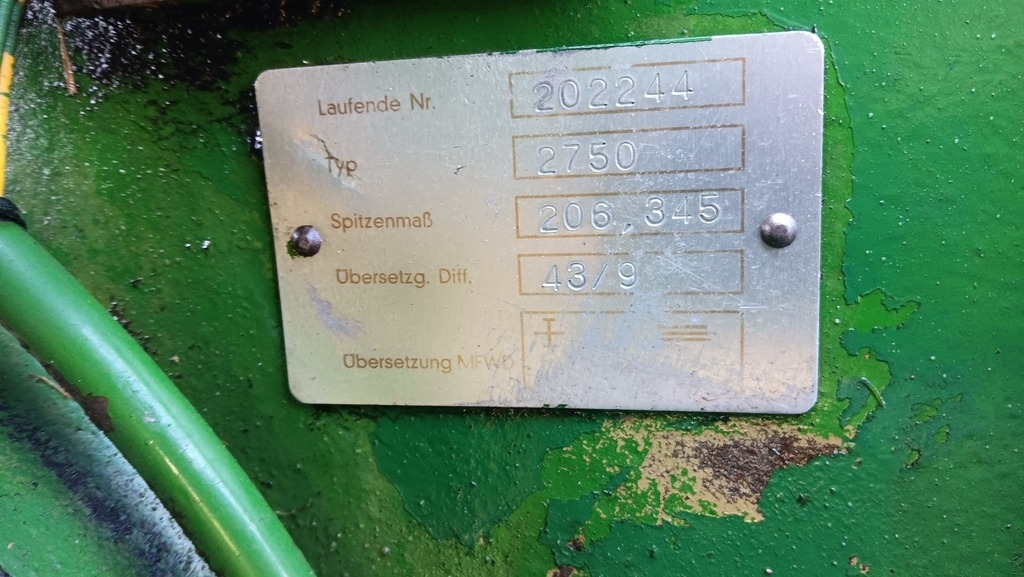 Laufende Nr. 202244
Typ 2750
Spitzenmaß 206,345
Übersetzg. Diff. 43/9
Übersetzung MFWD